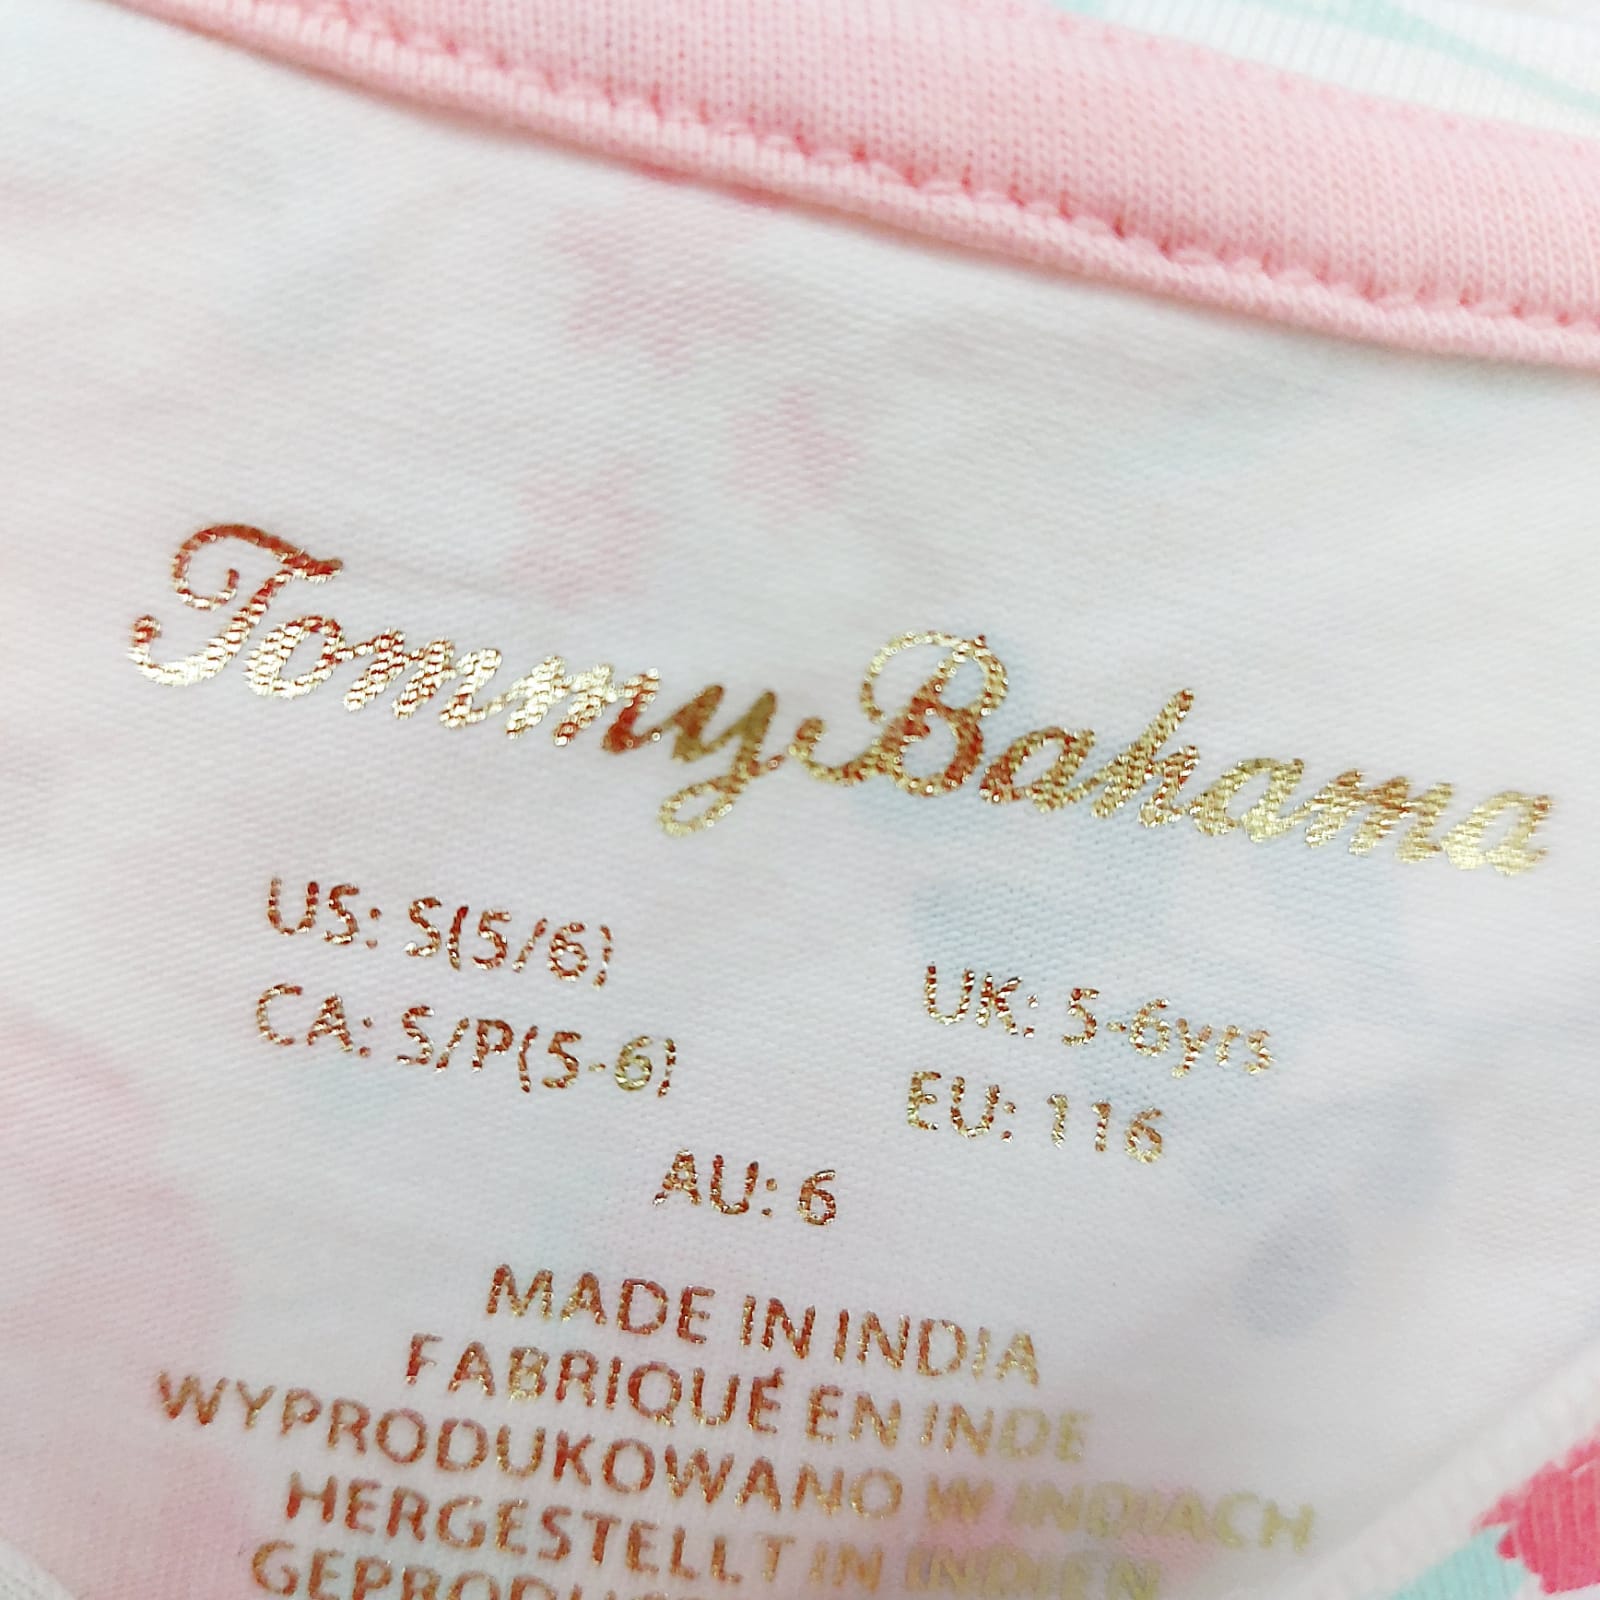 Tommy Bahama
US: S(5/6)
UK: 5-6yrs
CA: S/P(5-6)
EU: 116
AU: 6
MADE IN INDIA
FABRIQUÉ EN INDE
WYPRODUKOWANO W INDIACH
HERGESTELLT IN INDIEN